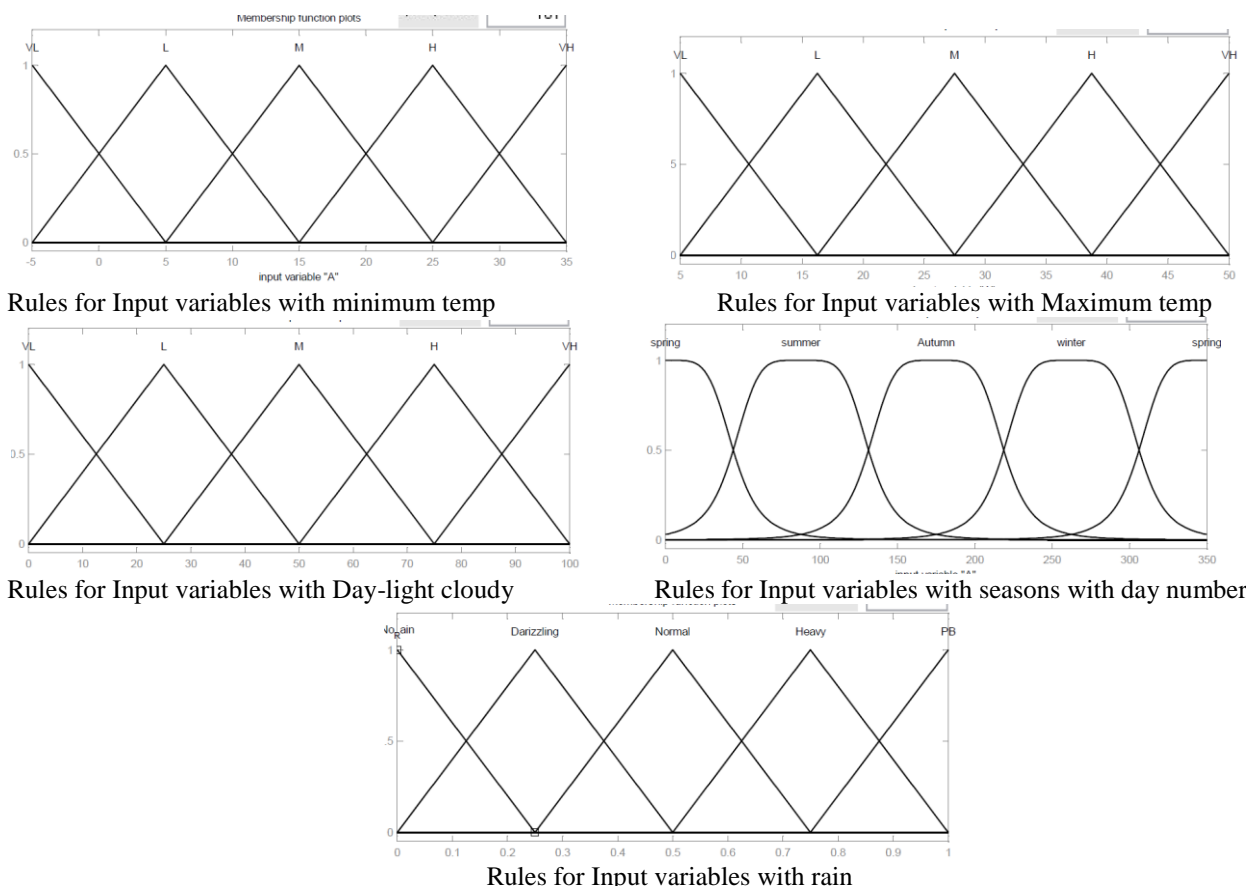 Membership function plots
VL L M H VH
1
0.5
0
-5 0 5 10 15 20 25 30 35
input variable "A"
Rules for Input variables with minimum temp
VL L M H VH
1
5
0
5 10 15 20 25 30 35 40 45 50
Rules for Input variables with Maximum temp
VL L M H VH
1
0.5
0
0 10 20 30 40 50 60 70 80 90 100
Rules for Input variables with Day-light cloudy
spring summer Autumn winter spring
1
0.5
0
0 50 100 150 200 250 300 350
input variable "A"
Rules for Input variables with seasons with day number
Membership function plots
Darizzling Normal Heavy PB
1
.5
0
0 0.1 0.2 0.3 0.4 0.5 0.6 0.7 0.8 0.9 1
Rules for Input variables with rain